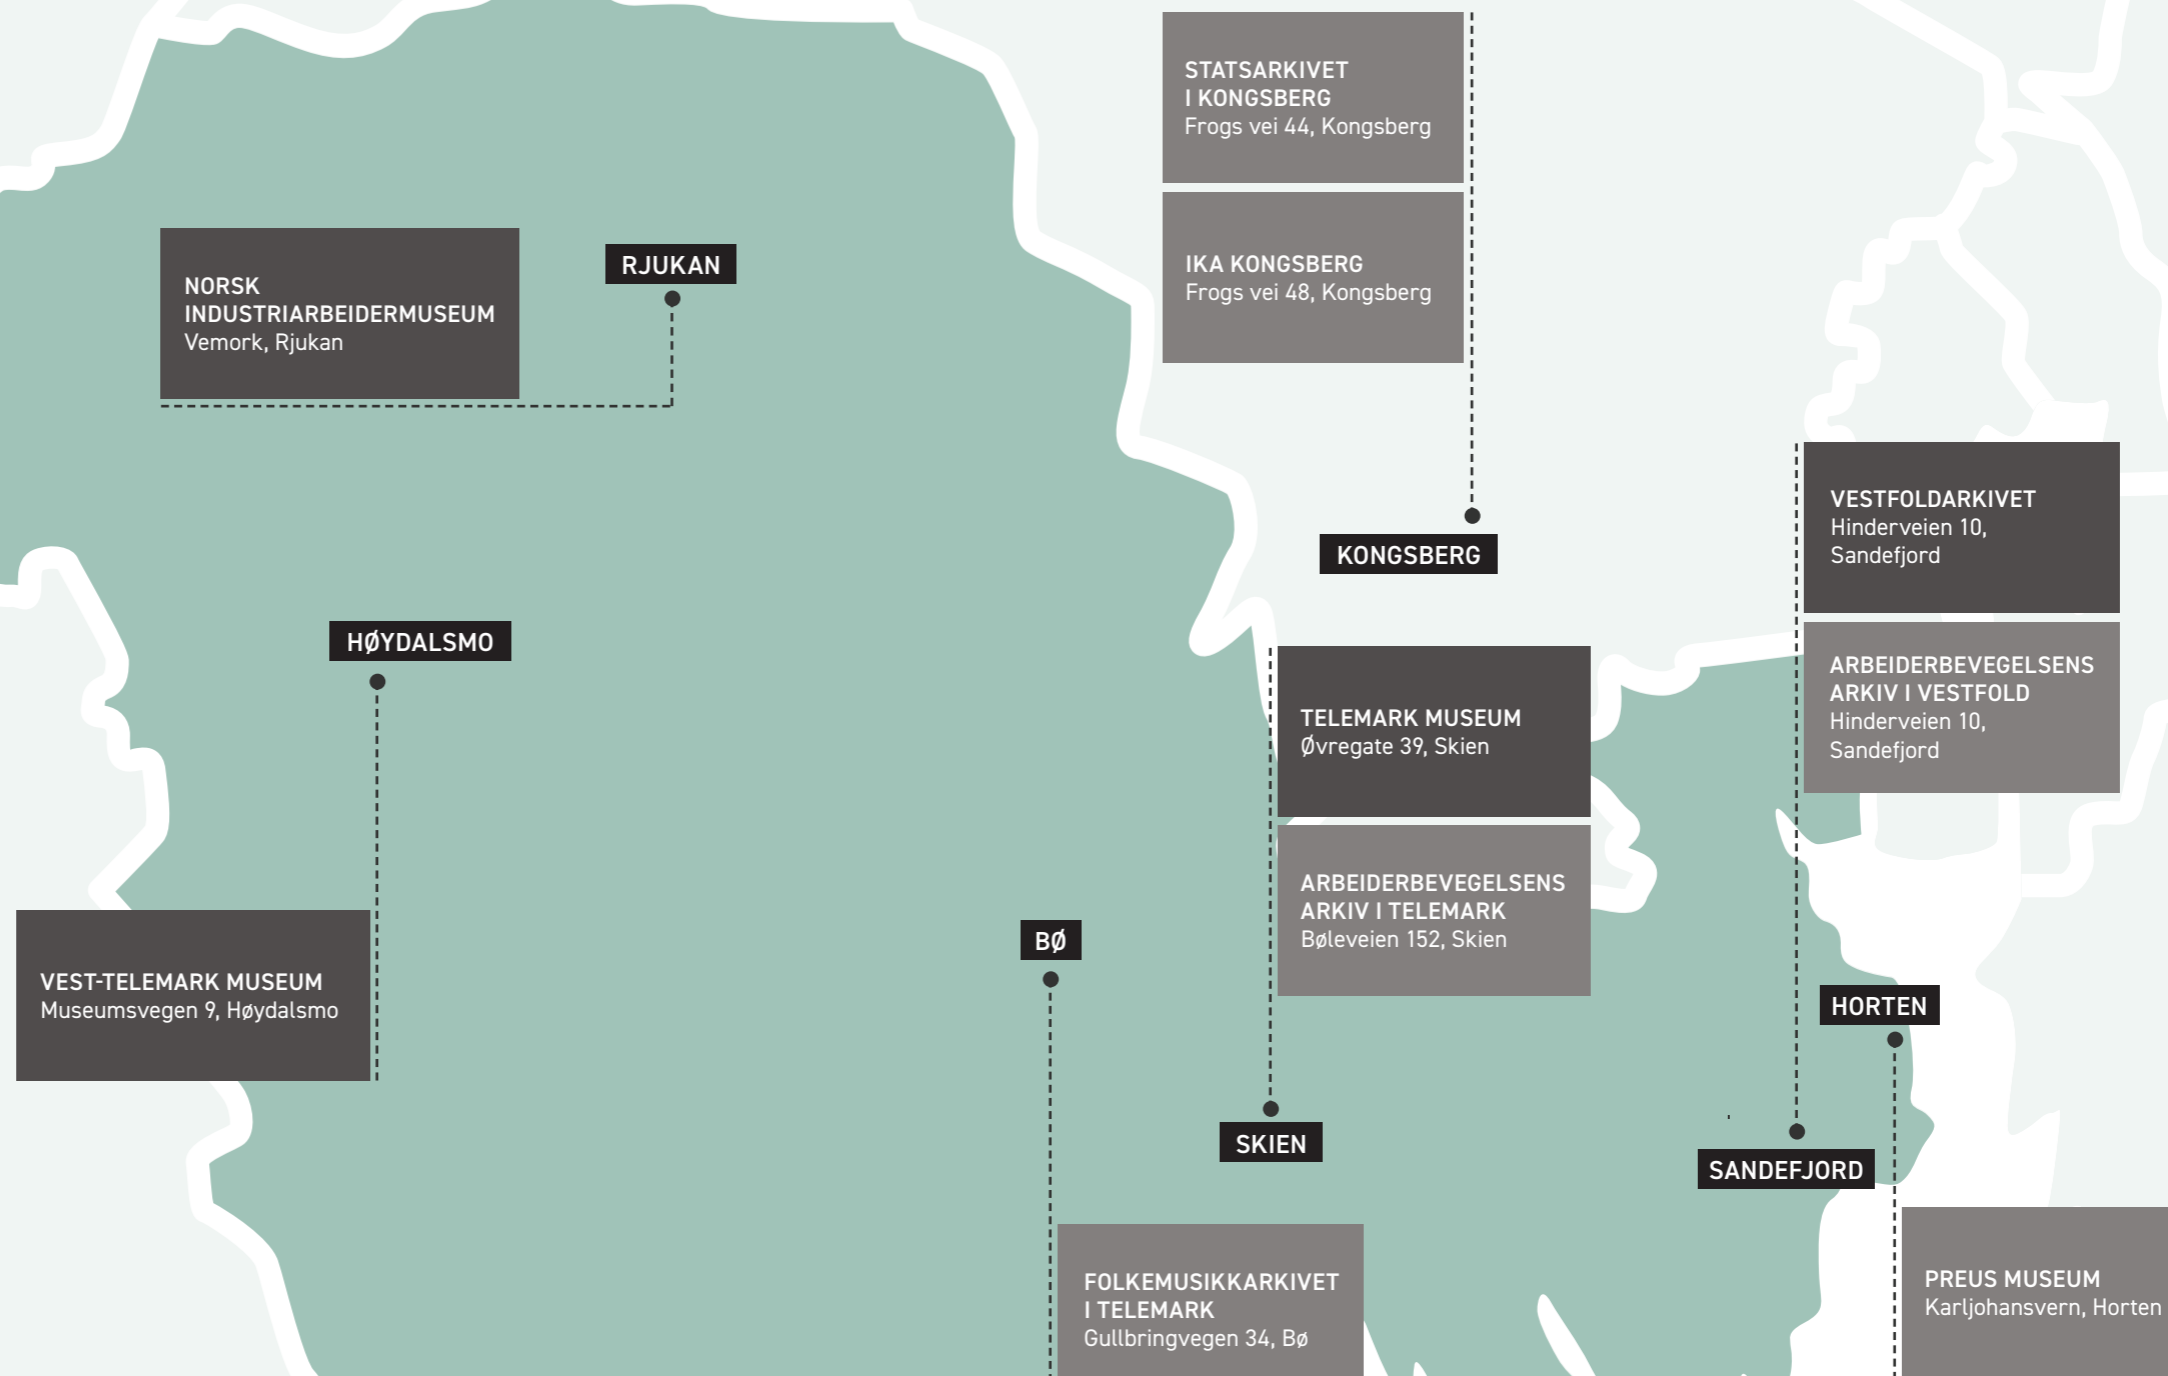 STATSARKIVET
I KONGSBERG
Frogs vei 44, Kongsberg
IKA KONGSBERG
Frogs vei 48, Kongsberg
NORSK
INDUSTRIARBEIDERMUSEUM
Vemork, Rjukan
RJUKAN
KONGSBERG
VESTFOLDARKIVET
Hinderveien 10,
Sandefjord
ARBEIDERBEVEGELSENS
ARKIV I VESTFOLD
Hinderveien 10,
Sandefjord
HØYDALSMO
TELEMARK MUSEUM
Øvregate 39, Skien
ARBEIDERBEVEGELSENS
ARKIV I TELEMARK
Bøleveien 152, Skien
VEST-TELEMARK MUSEUM
Museumsvegen 9, Høydalsmo
BØ
HORTEN
SKIEN
SANDEFJORD
FOLKEMUSIKKARKIVET
I TELEMARK
Gullbringvegen 34, Bø
PREUS MUSEUM
Karljohansvern, Horten